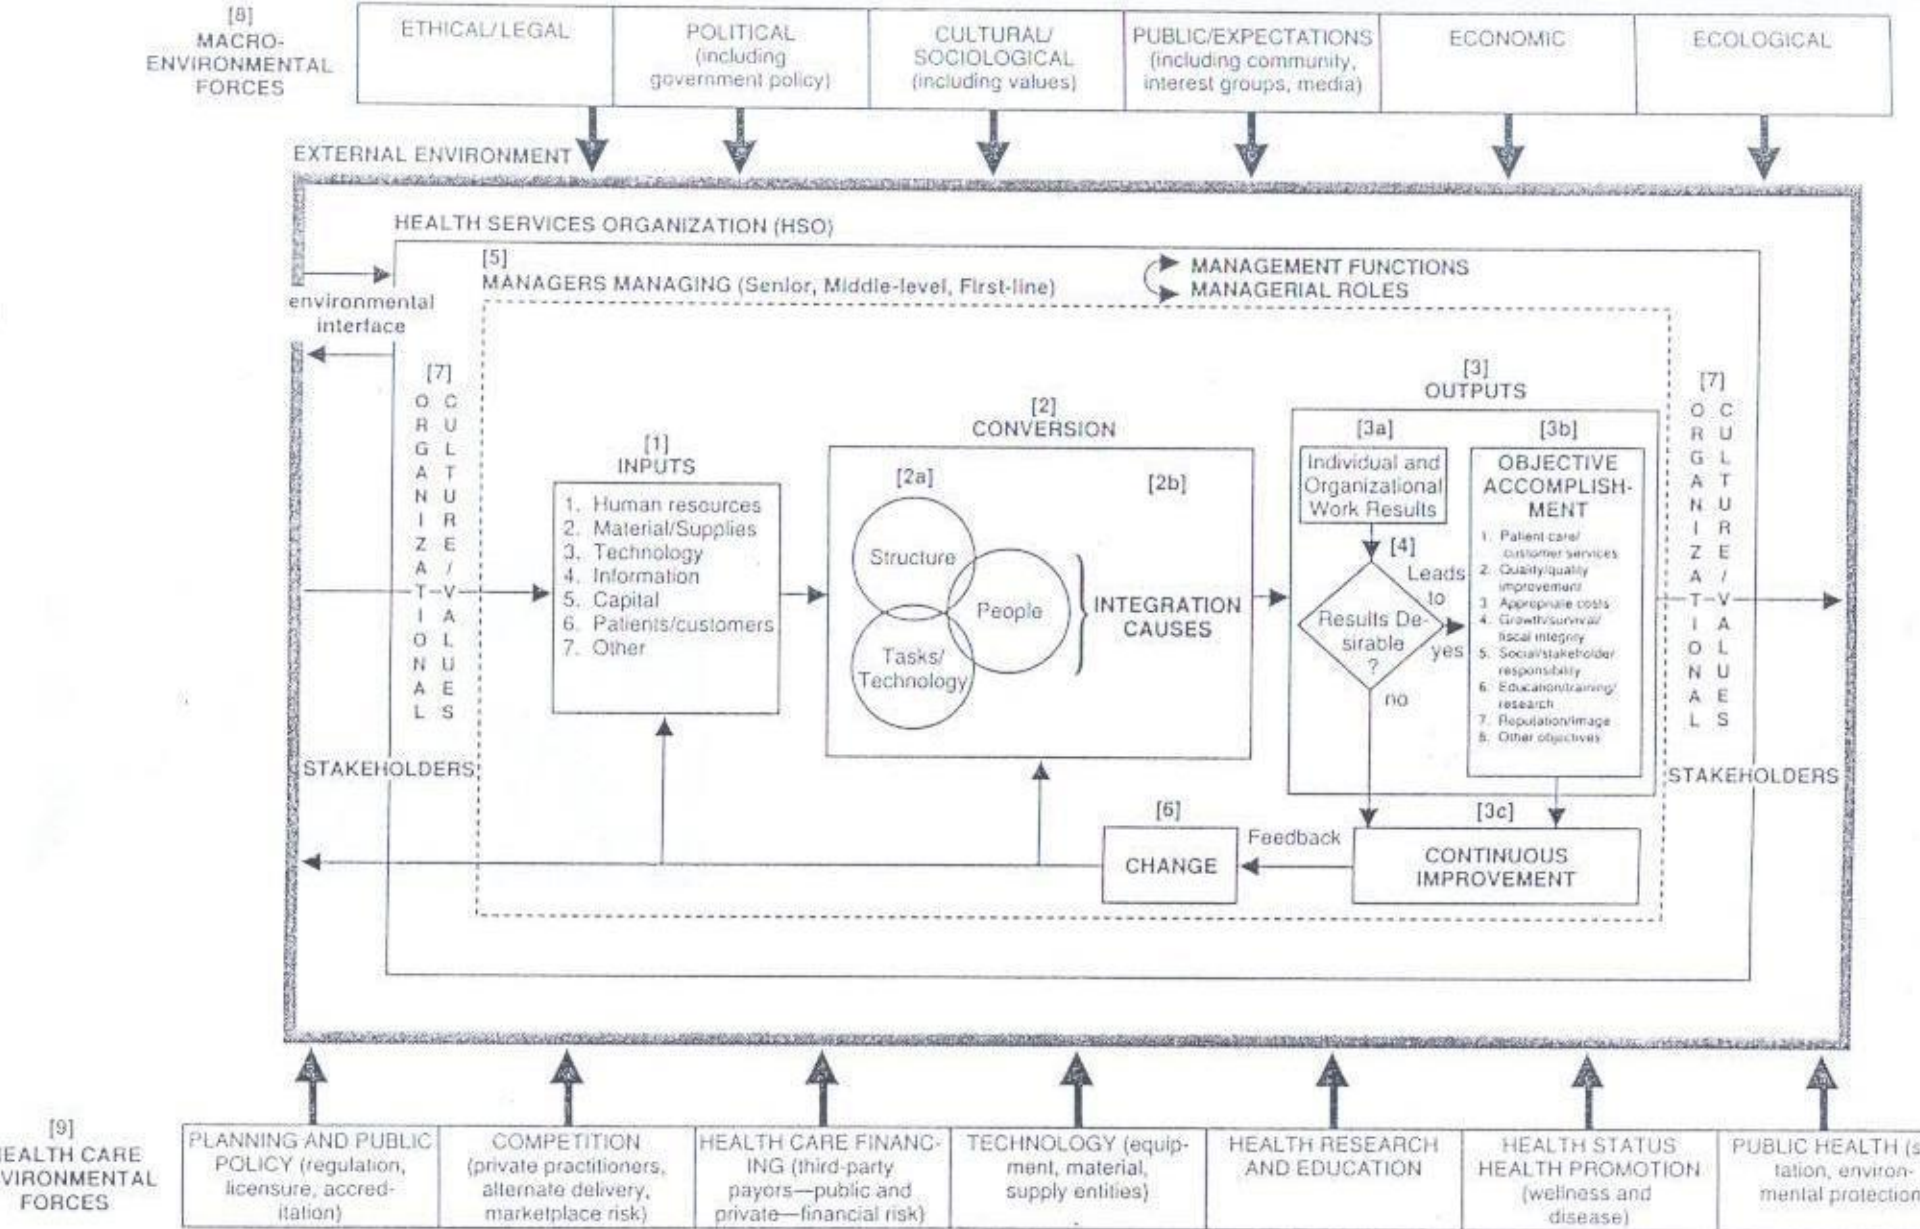 [8]
MACRO-
ENVIRONMENTAL
FORCES
ETHICAL/LEGAL
POLITICAL
(including
government policy)
CULTURAL/
SOCIOLOGICAL
(including values)
PUBLIC/EXPECTATIONS
(including community,
interest groups, media)
ECONOMIC
ECOLOGICAL
EXTERNAL ENVIRONMENT
HEALTH SERVICES ORGANIZATION (HSO)
[5]
MANAGERS MANAGING (Senior, Middle-level, First-line)
MANAGEMENT FUNCTIONS
MANAGERIAL ROLES
environmental
interface
[7]
ORGANIZATIONAL
CULTURE/VALUES
STAKEHOLDERS
[1]
INPUTS
1. Human resources
2. Material/Supplies
3. Technology
4. Information
5. Capital
6. Patients/customers
7. Other
[2]
CONVERSION
[2a]
Structure
People
Tasks/
Technology
[2b]
INTEGRATION
CAUSES
[3]
OUTPUTS
[3a]
Individual and
Organizational
Work Results
[4]
Leads
to
yes
Results De-
sirable
?
no
[3b]
OBJECTIVE
ACCOMPLISH-
MENT
1. Patient care/
customer services
2. Quality/quality
improvement
3. Appropriate costs
4. Growth/survival/
fiscal integrity
5. Social/stakeholder
responsibility
6. Education/training/
research
7. Reputation/image
8. Other objectives
[7]
ORGANIZATIONAL
CULTURE/VALUES
STAKEHOLDERS
[3c]
CONTINUOUS
IMPROVEMENT
Feedback
[6]
CHANGE
[9]
HEALTH CARE
VIRONMENTAL
FORCES
PLANNING AND PUBLIC
POLICY (regulation,
licensure, accred-
itation)
COMPETITION
(private practitioners,
alternate delivery,
marketplace risk)
HEALTH CARE FINANC-
ING (third-party
payors—public and
private—financial risk)
TECHNOLOGY (equip-
ment, material,
supply entities)
HEALTH RESEARCH
AND EDUCATION
HEALTH STATUS
HEALTH PROMOTION
(wellness and
disease)
PUBLIC HEALTH
tation, environ-
mental protection